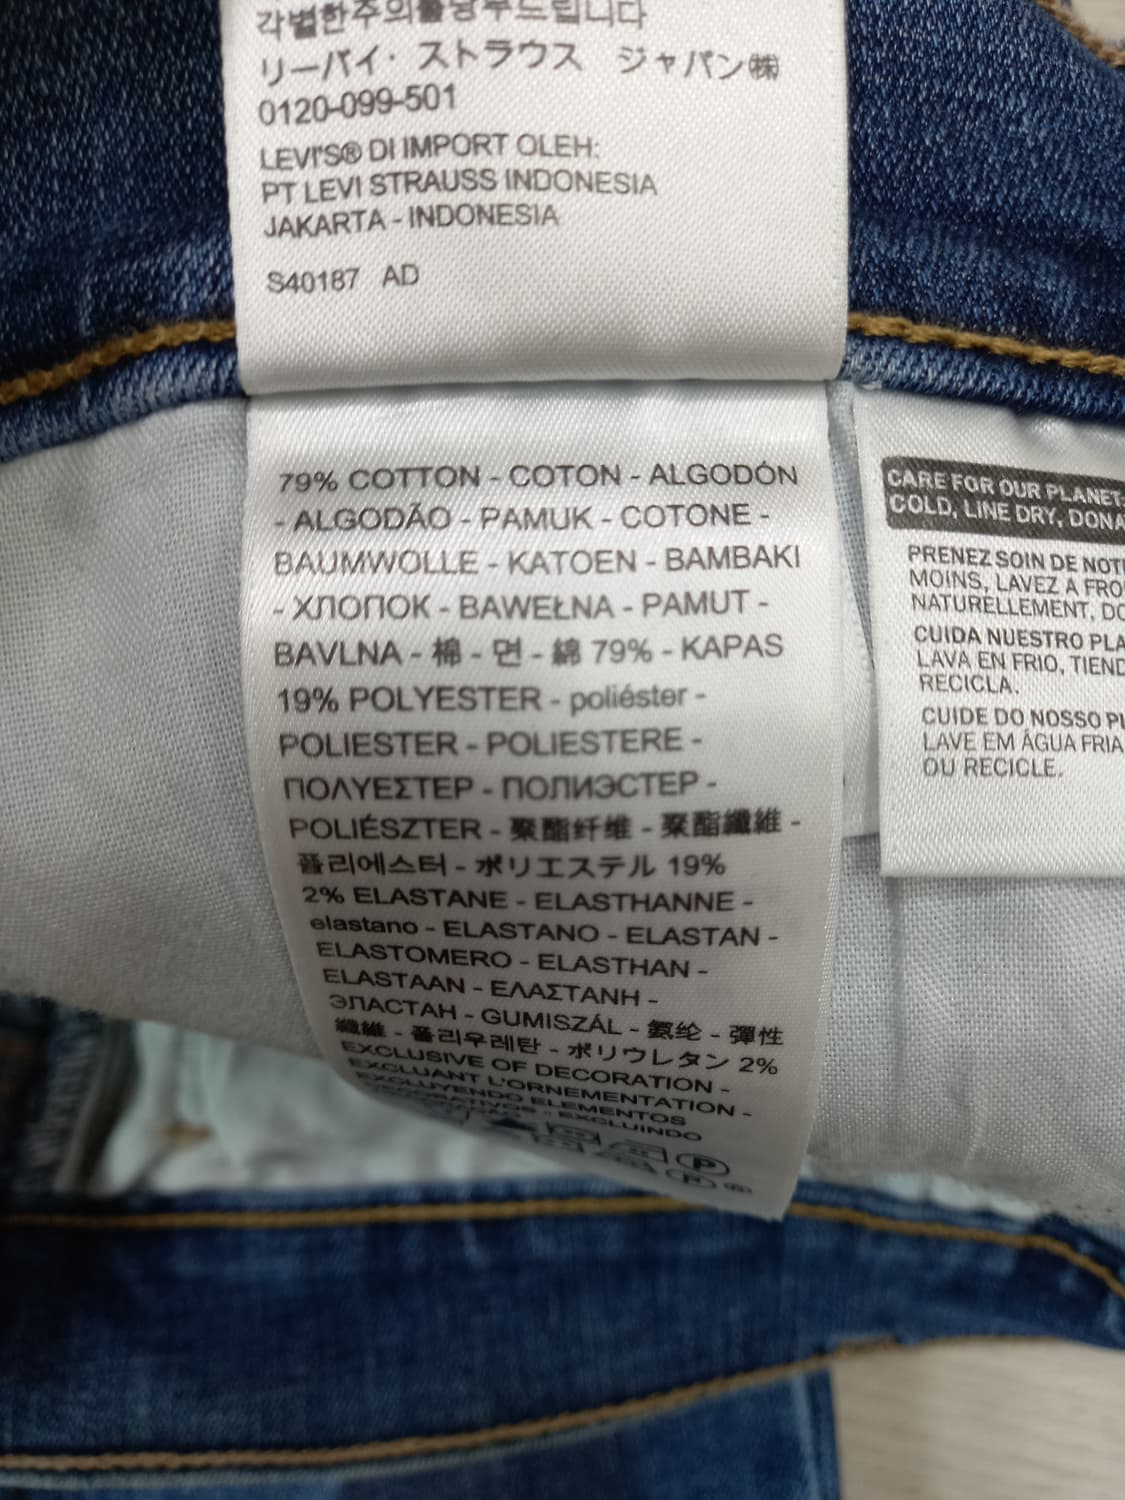 각별한주의를당부드립니다
リーバイ・ストラウス ジャパン㈱
0120-099-501
LEVI'S® DI IMPORT OLEH:
PT LEVI STRAUSS INDONESIA
JAKARTA - INDONESIA
S40187 AD
79% COTTON - COTON - ALGODÓN
- ALGODÃO - PAMUK - COTONE -
BAUMWOLLE - KATOEN - BAMBAKI
- ХЛОПОК - BAWEŁNA - PAMUT -
BAVLNA - 棉 - 면 - 綿 79% - KAPAS
19% POLYESTER - poliéster -
POLIESTER - POLIESTERE -
ΠΟΛΥΕΣΤΕΡ - ПОЛИЭСТЕР -
POLIÉSZTER - 聚酯纤维 - 聚酯纖維 -
폴리에스터 - ポリエステル 19%
2% ELASTANE - ELASTHANNE -
elastano - ELASTANO - ELASTAN -
ELASTOMERO - ELASTHAN -
ELASTAAN - ΕΛΑΣΤΑΝΗ -
ЭЛАСТАН - GUMISZÁL - 氨纶 - 彈性
纖維 - 폴리우레탄 - ポリウレタン 2%
EXCLUSIVE OF DECORATION -
EXCLUANT L'ORNEMENTATION -
EXCLUYENDO ELEMENTOS
DECORATIVOS - EXCLUINDO
CARE FOR OUR PLANET:
COLD, LINE DRY, DONA
PRENEZ SOIN DE NOTR
MOINS, LAVEZ A FRO
NATURELLEMENT, DO
CUIDA NUESTRO PLA
LAVA EN FRIO, TIEND
RECICLA.
CUIDE DO NOSSO PL
LAVE EM ÁGUA FRIA
OU RECICLE.